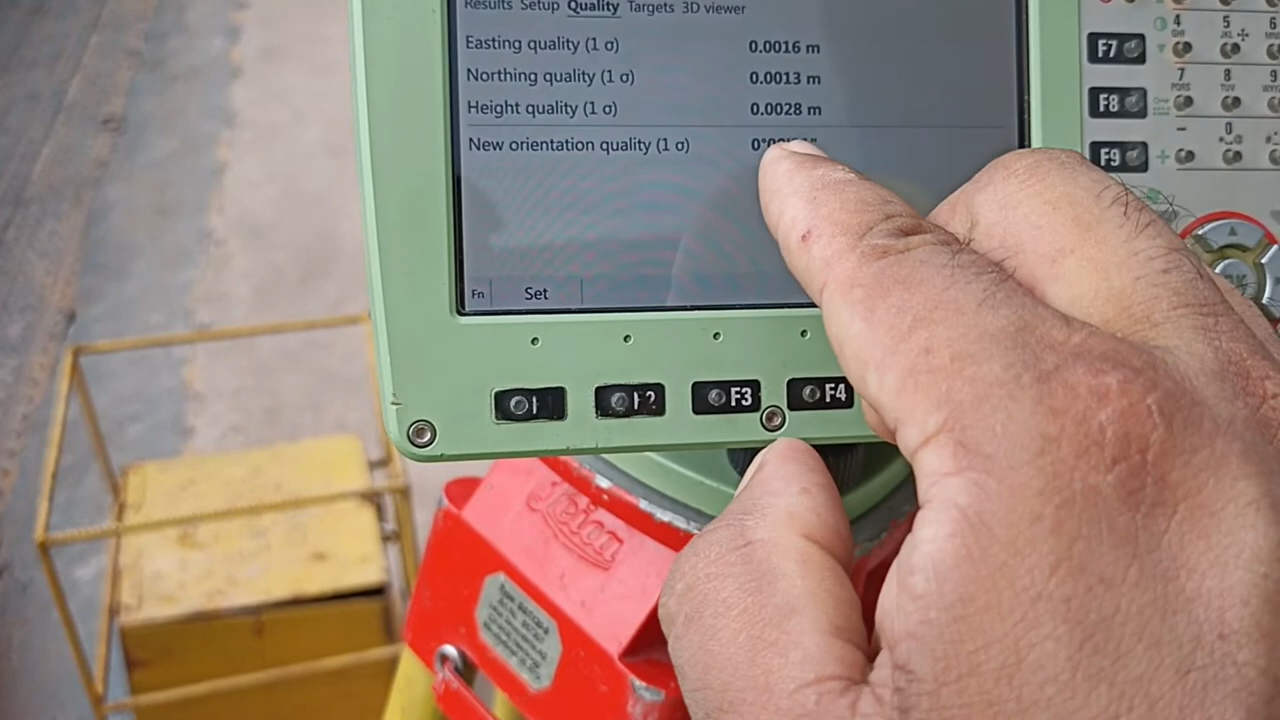 Results Setup Quality Targets 3D viewer
Easting quality (1 σ) 0.0016 m
Northing quality (1 σ) 0.0013 m
Height quality (1 σ) 0.0028 m
New orientation quality (1 σ)
Fn Set
F3 F4
F7
F8
F9
4 5 6
GHI JKL
7 8 9
PQRS TUV
0
Leica